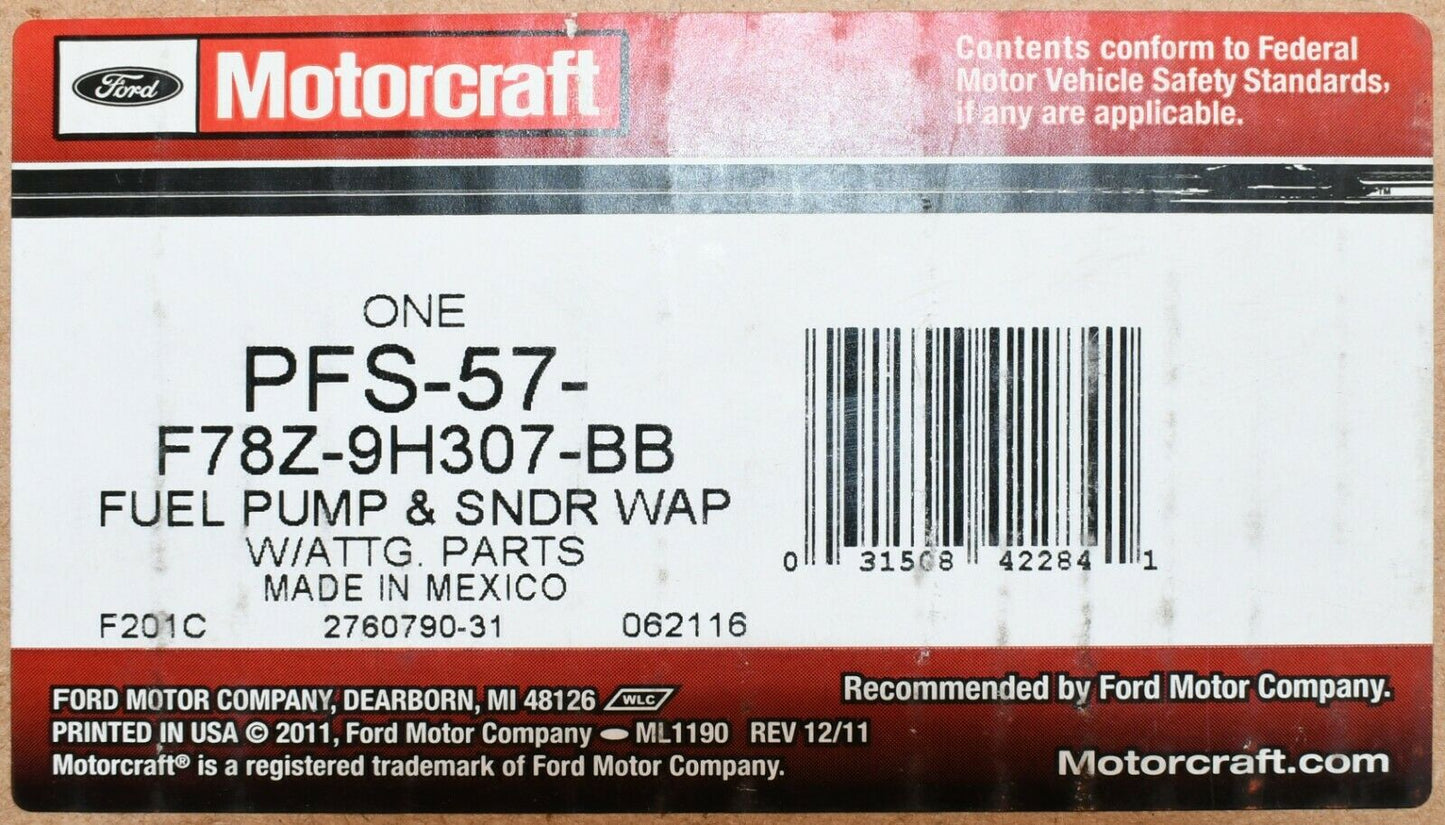 Ford Motorcraft
Contents conform to Federal
Motor Vehicle Safety Standards,
if any are applicable.
TM
ONE
PFS-57-
F78Z-9H307-BB
FUEL PUMP & SNDR WAP
W/ATTG. PARTS
MADE IN MEXICO
F201C 2760790-31 062116
0 31508 42284 1
FORD MOTOR COMPANY, DEARBORN, MI 48126 WLC
PRINTED IN USA © 2011, Ford Motor Company ML1190 REV 12/11
Motorcraft® is a registered trademark of Ford Motor Company.
Recommended by Ford Motor Company.
Motorcraft.com